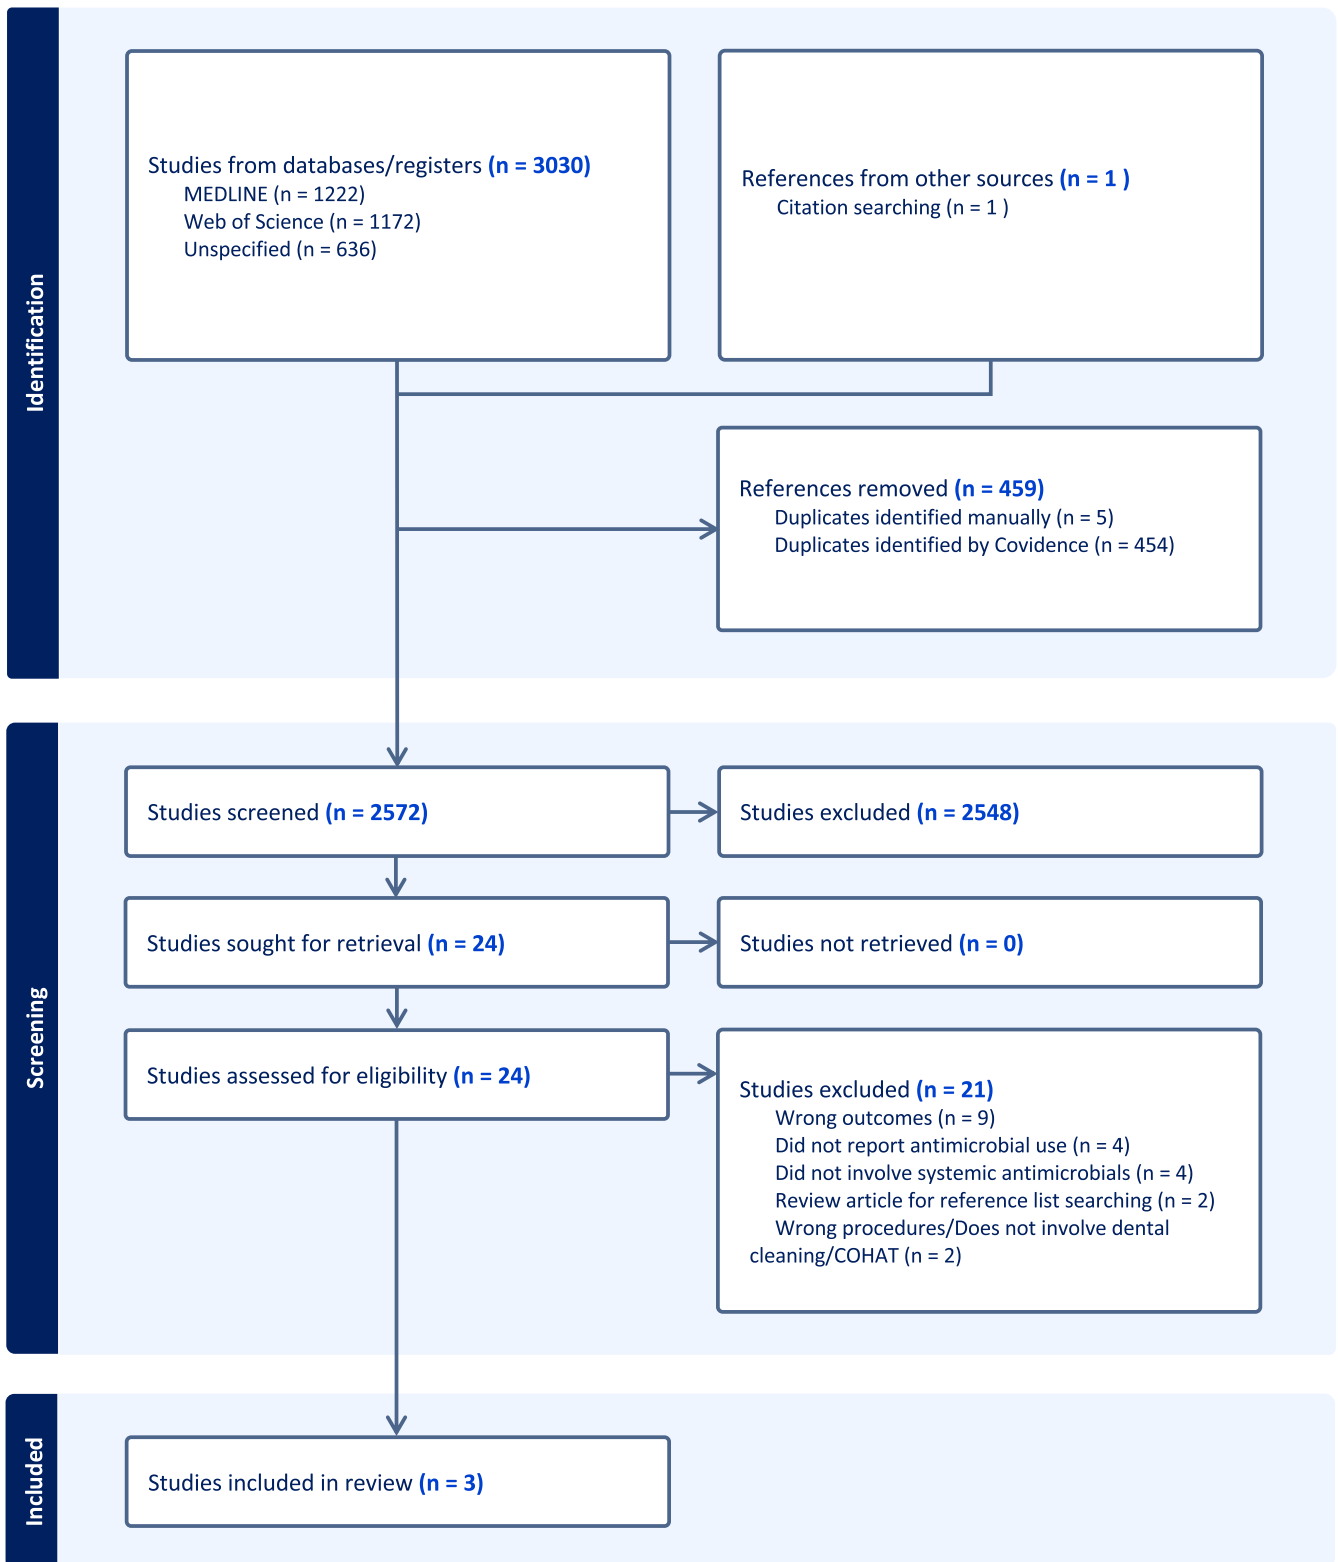 Identification
Studies from databases/registers (n = 3030)
MEDLINE (n = 1222)
Web of Science (n = 1172)
Unspecified (n = 636)
References from other sources (n = 1 )
Citation searching (n = 1 )
References removed (n = 459)
Duplicates identified manually (n = 5)
Duplicates identified by Covidence (n = 454)
Screening
Studies screened (n = 2572)
Studies excluded (n = 2548)
Studies sought for retrieval (n = 24)
Studies not retrieved (n = 0)
Studies assessed for eligibility (n = 24)
Studies excluded (n = 21)
Wrong outcomes (n = 9)
Did not report antimicrobial use (n = 4)
Did not involve systemic antimicrobials (n = 4)
Review article for reference list searching (n = 2)
Wrong procedures/Does not involve dental
cleaning/COHAT (n = 2)
Included
Studies included in review (n = 3)